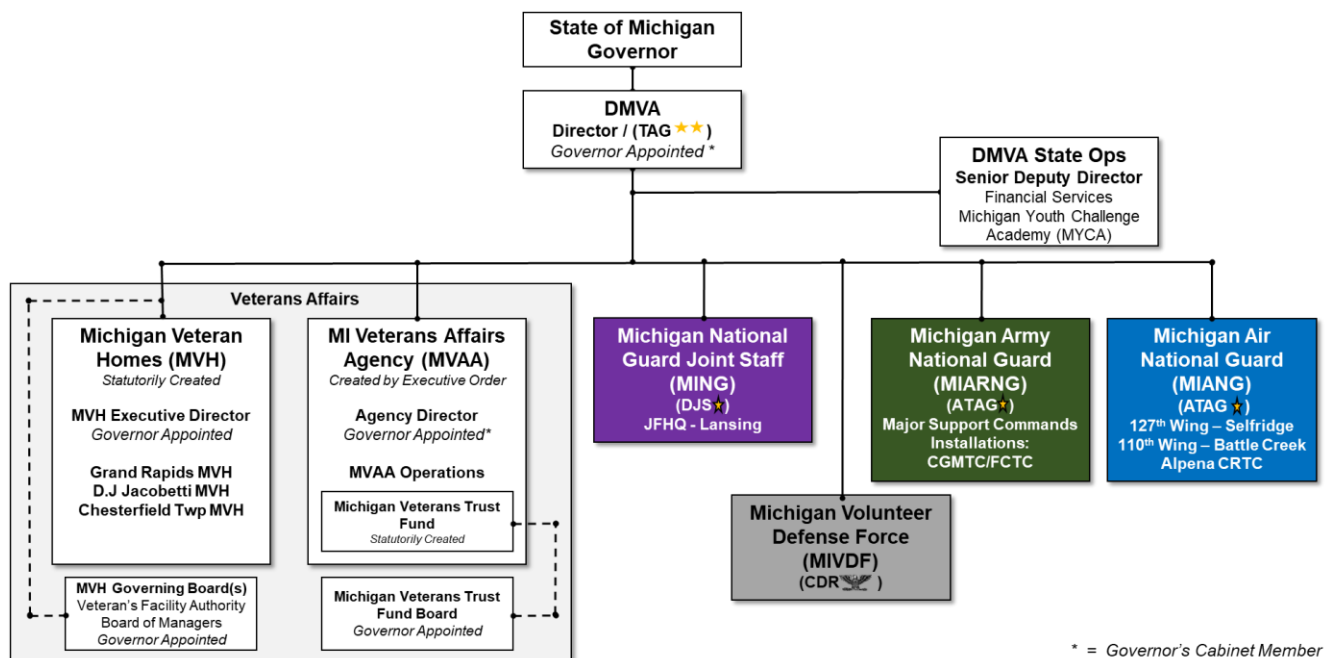 State of Michigan
Governor
DMVA
Director / (TAG ★★)
Governor Appointed *
DMVA State Ops
Senior Deputy Director
Financial Services
Michigan Youth Challenge
Academy (MYCA)
Veterans Affairs
Michigan Veteran
Homes (MVH)
Statutorily Created
MVH Executive Director
Governor Appointed
Grand Rapids MVH
D.J Jacobetti MVH
Chesterfield Twp MVH
MI Veterans Affairs
Agency (MVAA)
Created by Executive Order
Agency Director
Governor Appointed*
MVAA Operations
Michigan Veterans Trust
Fund
Statutorily Created
MVH Governing Board(s)
Veteran's Facility Authority
Board of Managers
Governor Appointed
Michigan Veterans Trust
Fund Board
Governor Appointed
Michigan National
Guard Joint Staff
(MING)
(DJS★)
JFHQ - Lansing
Michigan Volunteer
Defense Force
(MIVDF)
(CDR )
Michigan Army
National Guard
(MIARNG)
(ATAG★)
Major Support Commands
Installations:
CGMTC/FCTC
Michigan Air
National Guard
(MIANG)
(ATAG ★)
127th Wing – Selfridge
110th Wing – Battle Creek
Alpena CRTC
* = Governor's Cabinet Member